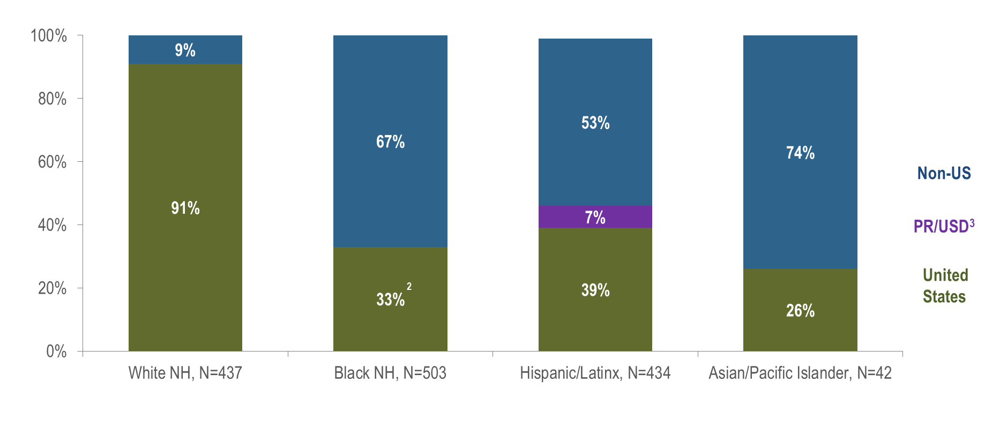 100%
80%
60%
40%
20%
0%
9%
91%
67%
33% 2
53%
7%
39%
74%
26%
White NH, N=437
Black NH, N=503
Hispanic/Latinx, N=434
Asian/Pacific Islander, N=42
Non-US
PR/USD3
United
States